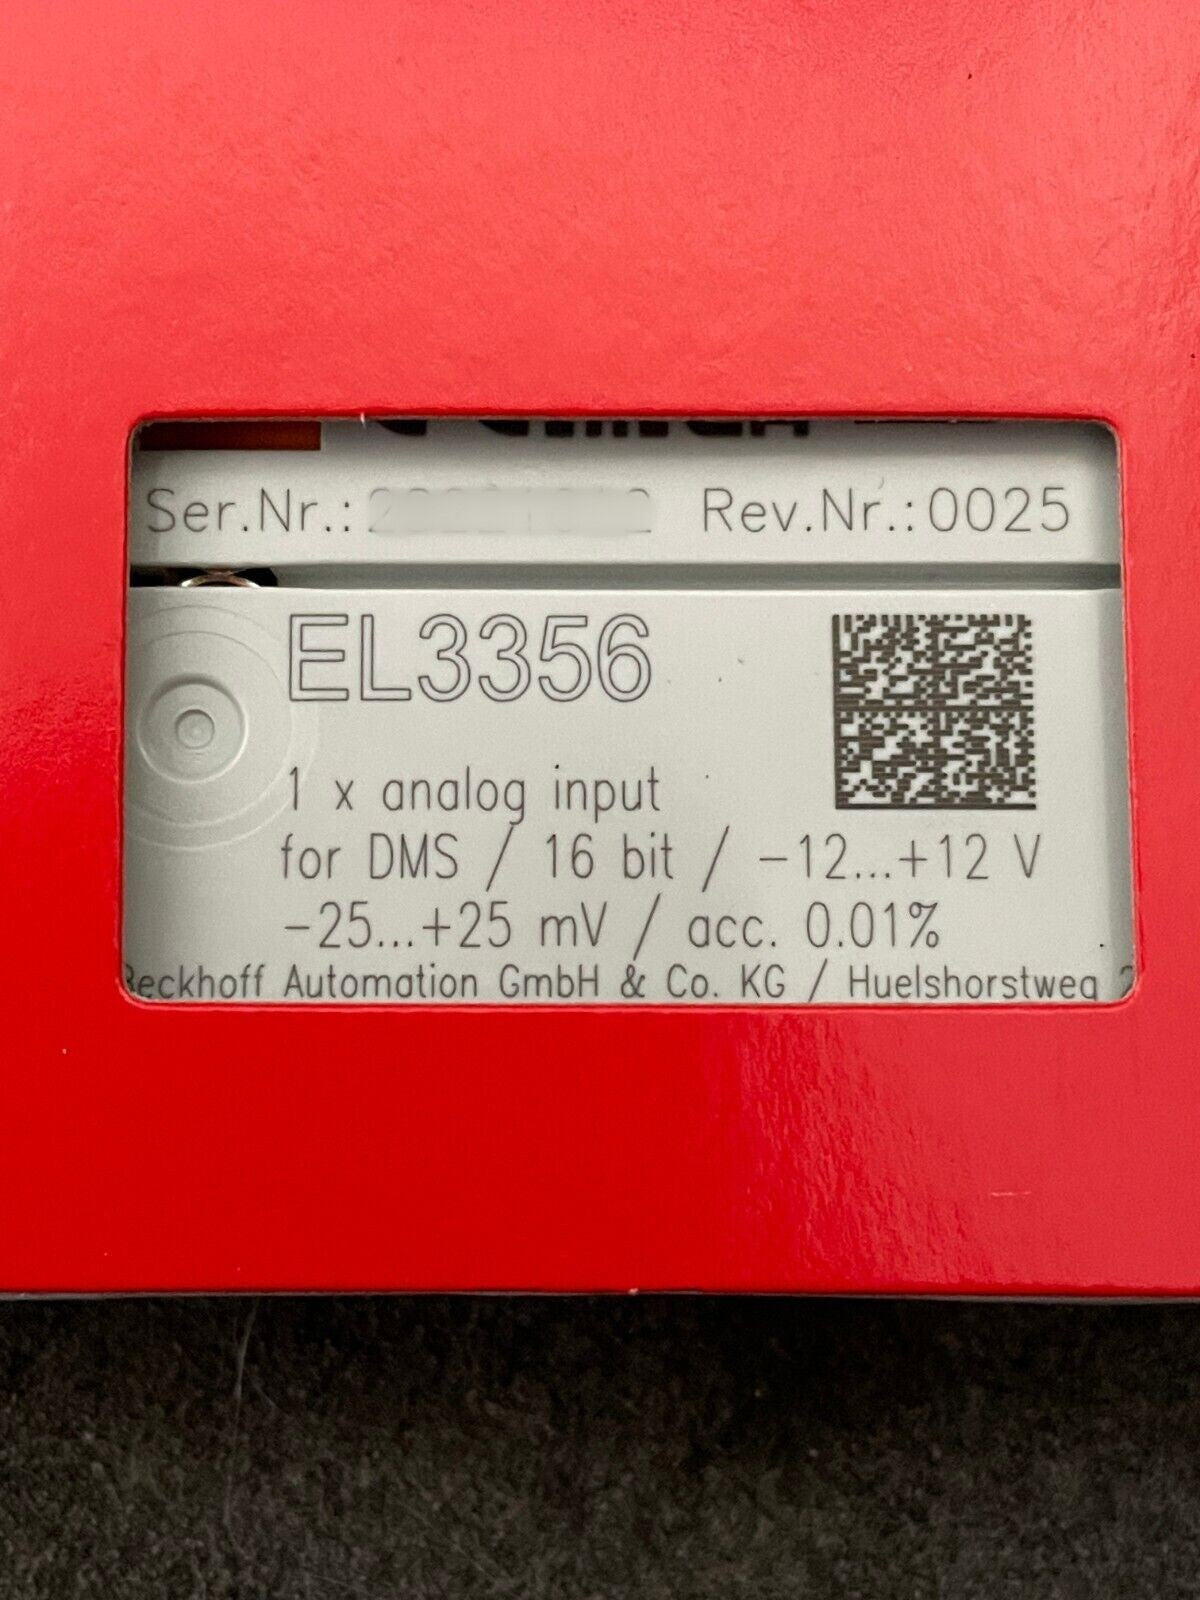 Ser.Nr.: Rev.Nr.:0025
EL3356
1 x analog input
for DMS / 16 bit / -12...+12 V
-25...+25 mV / acc. 0.01%
Beckhoff Automation GmbH & Co. KG / Huelshorstweg